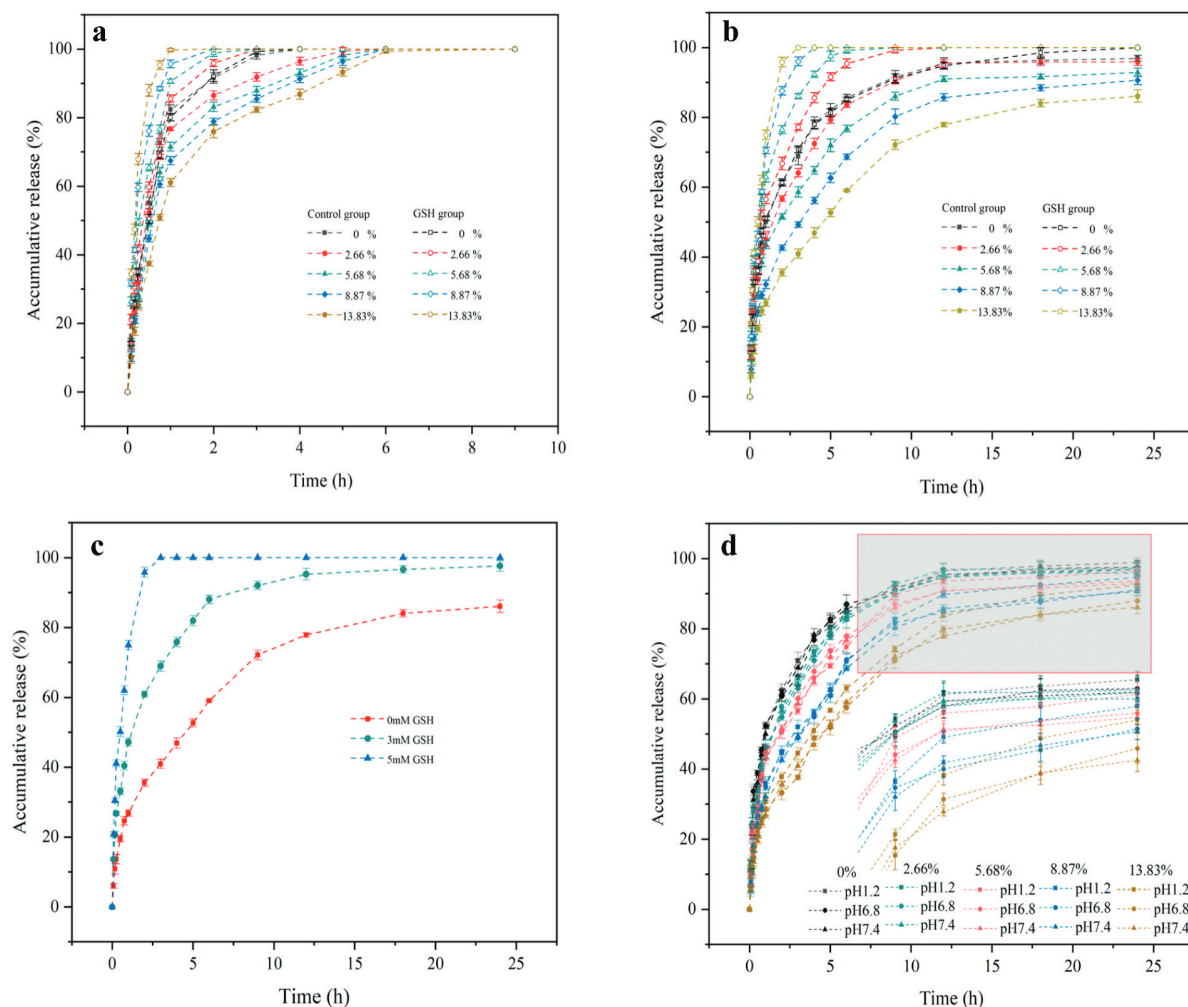 a
Accumulative release (%)
100
80
60
40
20
0
Control group GSH group
0 % 0 %
2.66 % 2.66 %
5.68 % 5.68 %
8.87 % 8.87 %
13.83% 13.83%
0 2 4 6 8 10
Time (h)
b
Accumulative release (%)
100
80
60
40
20
0
Control group GSH group
0 % 0 %
2.66 % 2.66 %
5.68 % 5.68 %
8.87 % 8.87 %
13.83% 13.83%
0 5 10 15 20 25
Time (h)
c
Accumulative release (%)
100
80
60
40
20
0
0mM GSH
3mM GSH
5mM GSH
0 5 10 15 20 25
Time (h)
d
Accumulative release (%)
100
80
60
40
20
0
0% 2.66% 5.68% 8.87% 13.83%
pH1.2 pH1.2 pH1.2 pH1.2 pH1.2
pH6.8 pH6.8 pH6.8 pH6.8 pH6.8
pH7.4 pH7.4 pH7.4 pH7.4 pH7.4
0 5 10 15 20 25
Time (h)